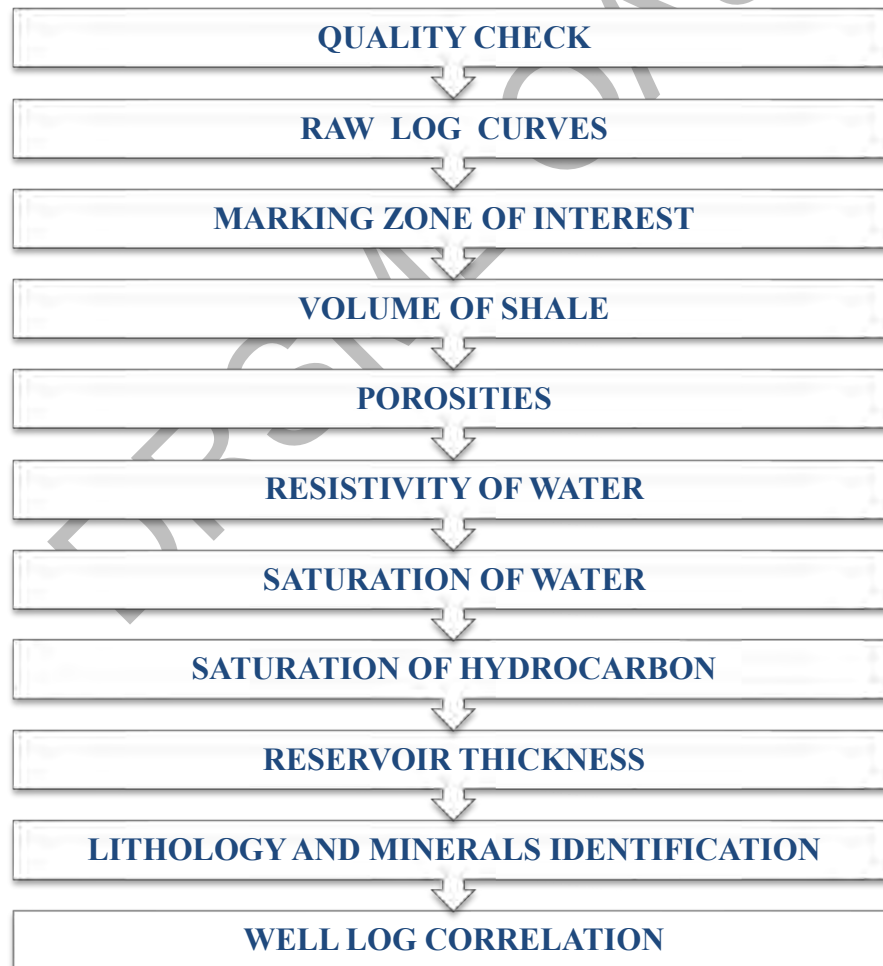 QUALITY CHECK
RAW LOG CURVES
MARKING ZONE OF INTEREST
VOLUME OF SHALE
POROSITIES
RESISTIVITY OF WATER
SATURATION OF WATER
SATURATION OF HYDROCARBON
RESERVOIR THICKNESS
LITHOLOGY AND MINERALS IDENTIFICATION
WELL LOG CORRELATION